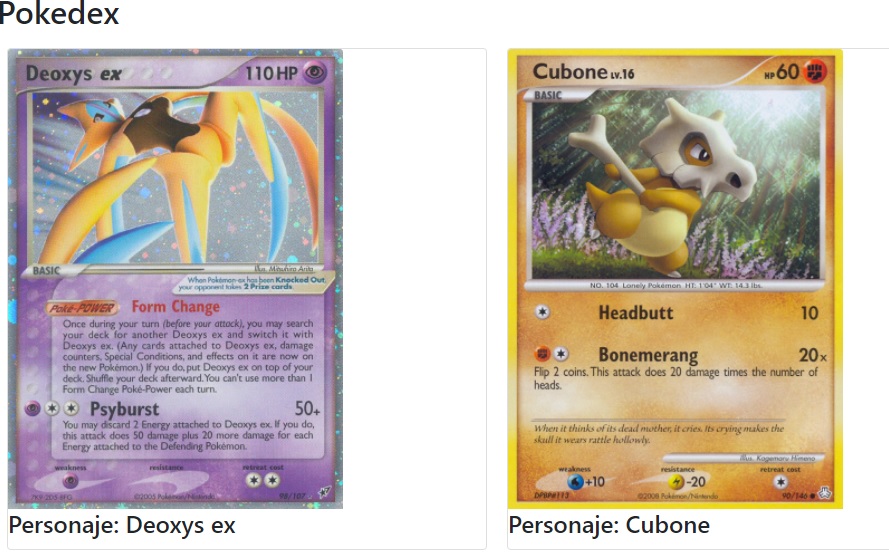 Pokedex
Deoxys ex
110 HP
BASIC
Illus. Mitsuhiro Arita
When Pokémon-ex has been Knocked Out,
your opponent takes 2 Prize cards.
Poké-POWER Form Change
Once during your turn (before your attack), you may search
your deck for another Deoxys ex and switch it with
Deoxys ex. (Any cards attached to Deoxys ex, damage
counters, Special Conditions, and effects on it are now on
the new Pokémon.) If you do, put Deoxys ex on top of your
deck. Shuffle your deck afterward. You can't use more than 1
Form Change Poké-Power each turn.
Psyburst 50+
You may discard 2 Energy attached to Deoxys ex. If you do,
this attack does 50 damage plus 20 more damage for each
Energy attached to the Defending Pokémon.
weakness resistance retreat cost
©2005 Pokémon/Nintendo
Personaje: Deoxys ex
Cubone LV.16
HP 60
BASIC
NO. 104 Lonely Pokémon HT: 1'04" WT: 14.3 lbs.
Headbutt 10
Bonemerang 20x
Flip 2 coins. This attack does 20 damage times the number of
heads.
When it thinks of its dead mother, it cries. Its crying makes the
skull it wears rattle hollowly.
Illus. Kagemaru Himeno
weakness resistance retreat cost
+10 -20
DPBP#113 ©2008 Pokémon/Nintendo 90/146
Personaje: Cubone